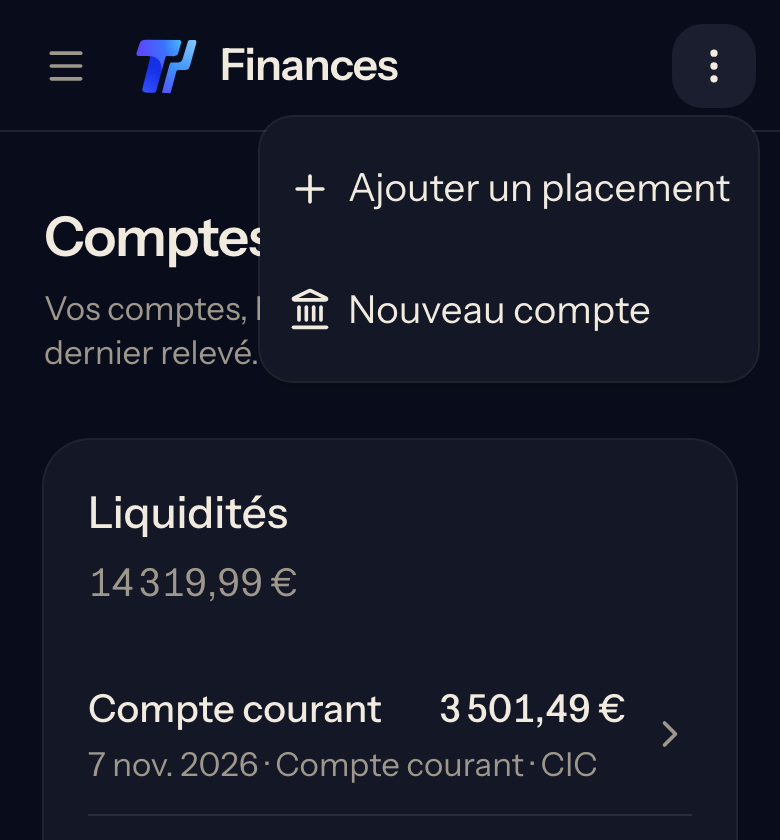 Finances
Ajouter un placement
Nouveau compte
Comptes
Vos comptes,
dernier relevé.
Liquidités
14 319,99 €
Compte courant 3 501,49 €
7 nov. 2026 · Compte courant · CIC